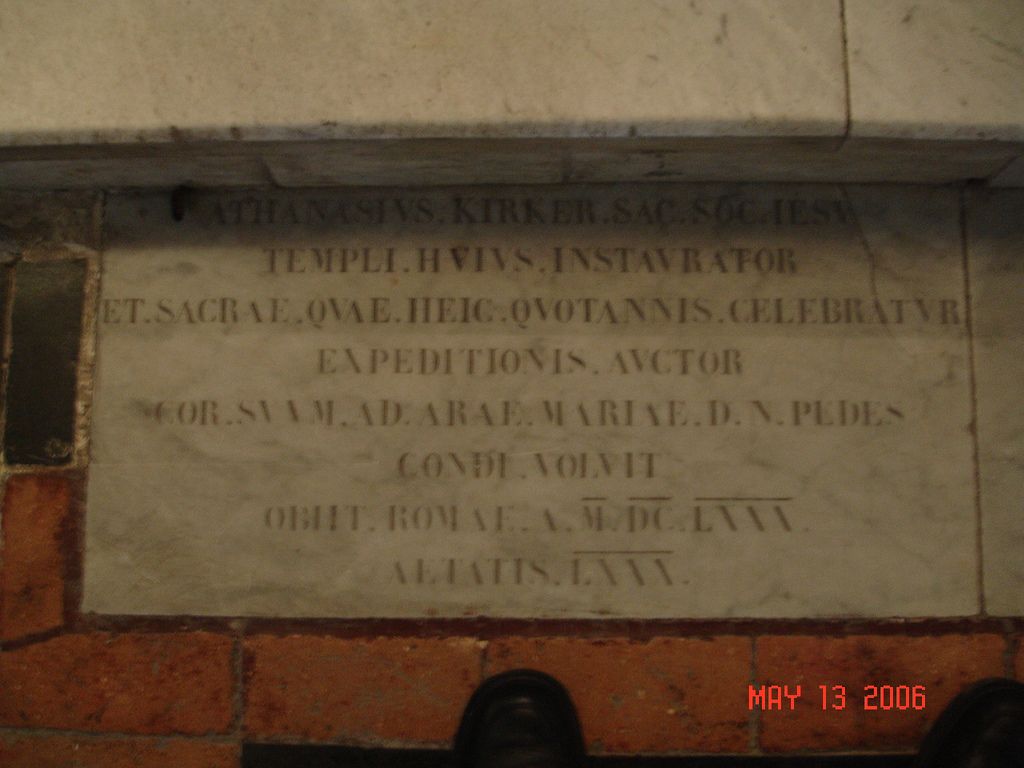 ATHANASIVS. KIRKER. SAC. SOC. IESV
TEMPLI. HVIVS. INSTAVRATOR
ET. SACRAE. QVAE. HEIC. QVOTANNIS. CELEBRATVR
EXPEDITIONIS. AVCTOR
COR. SVVM. AD. ARAE. MARIAE. D. N. PEDES
CONDI. VOLVIT
OBIIT. ROMAE. A. M. DC. LXXX.
AETATIS. LXXX.
MAY 13 2006